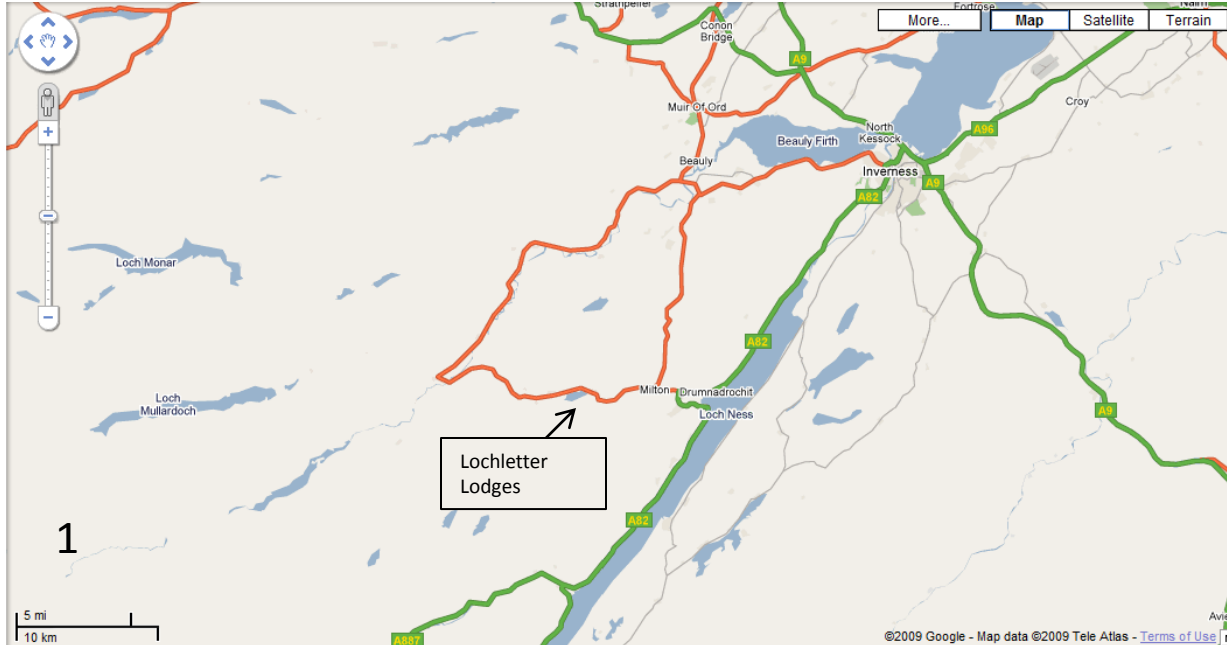 Strathpeffer
Fortrose
Nairn
More...
Map
Satellite
Terrain
Conon
Bridge
A9
Croy
Muir Of Ord
North
Kessock
A96
Beauly Firth
Beauly
Inverness
A82
A9
Loch Monar
A82
Loch
Mullardoch
Milton
Drumnadrochit
Loch Ness
A9
Lochletter
Lodges
A82
1
5 mi
10 km
A887
©2009 Google - Map data ©2009 Tele Atlas - Terms of Use